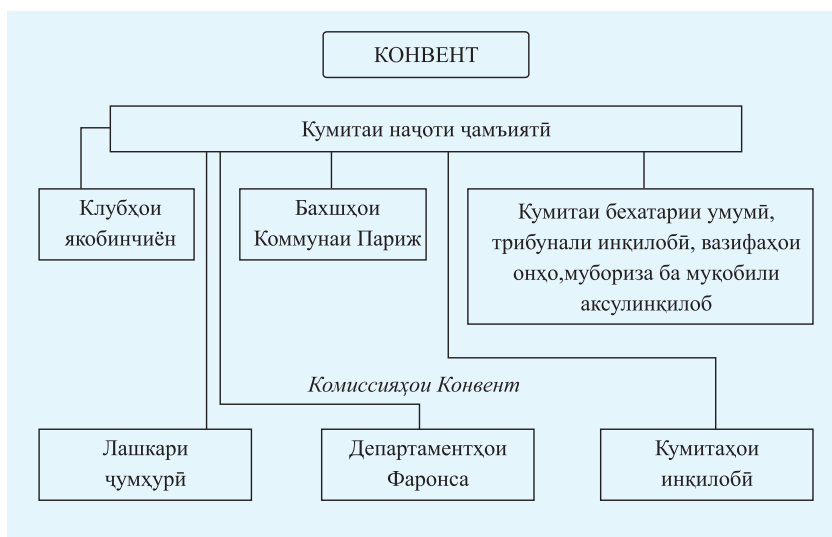 КОНВЕНТ
Кумитаи наҷоти ҷамъиятӣ
Клубҳои
якобинчиён
Бахшҳои
Коммунаи Париж
Кумитаи бехатарии умумӣ,
трибунали инқилобӣ, вазифаҳои
онҳо,мубориза ба муқобили
аксулинқилоб
Комиссияҳои Конвент
Лашкари
ҷумҳурӣ
Департаментҳои
Фаронса
Кумитаҳои
инқилобӣ